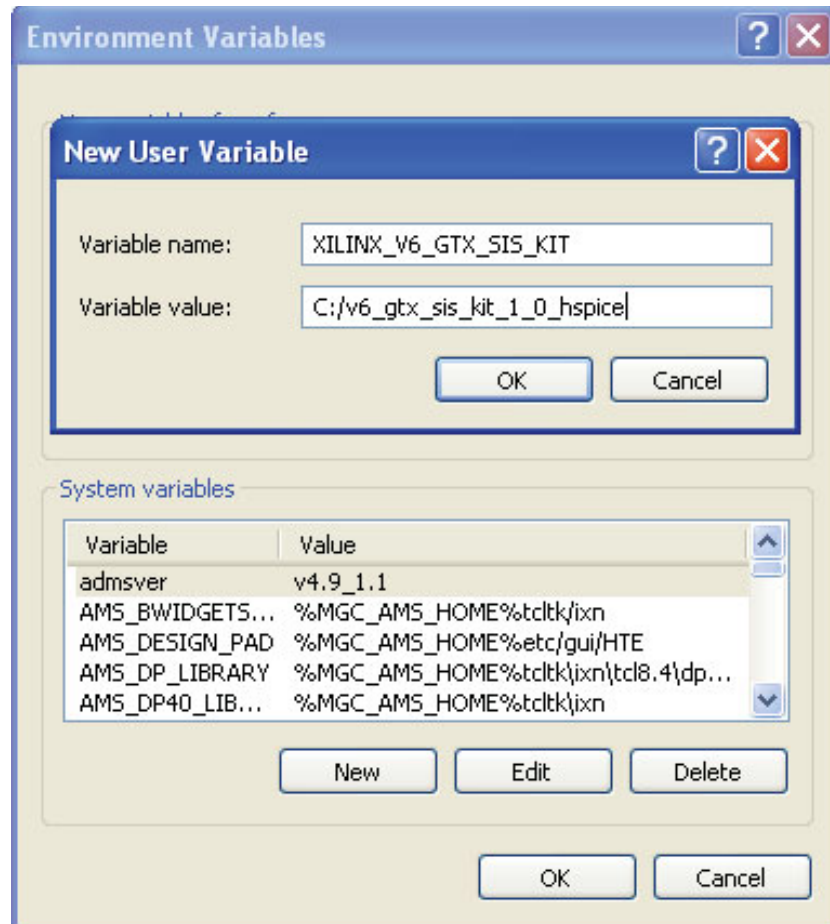 Environment Variables
New User Variable
Variable name: XILINX_V6_GTX_SIS_KIT
Variable value: C:/v6_gtx_sis_kit_1_0_hspice
OK Cancel
System variables
Variable Value
admsver v4.9_1.1
AMS_BWIDGETS... %MGC_AMS_HOME%tcltk/ixn
AMS_DESIGN_PAD %MGC_AMS_HOME%etc/gui/HTE
AMS_DP_LIBRARY %MGC_AMS_HOME%tcltk\ixn\tcl8.4\dp...
AMS_DP40_LIB... %MGC_AMS_HOME%tcltk\ixn
New Edit Delete
OK Cancel